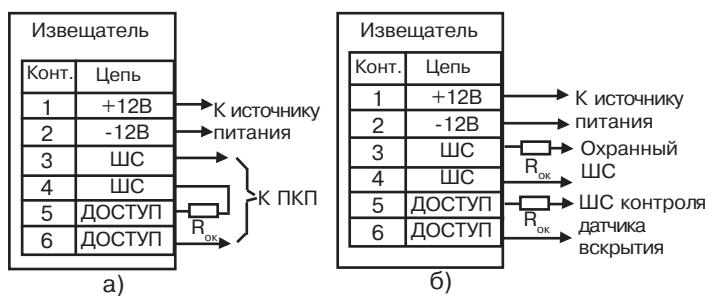 Извещатель
Конт. Цепь
1 +12В К источнику
2 -12В питания
3 ШС
4 ШС К ПКП
5 ДОСТУП
Rок
6 ДОСТУП
а)
Извещатель
Конт. Цепь
1 +12В К источнику
2 -12В питания
3 ШС Охранный
Rок ШС
4 ШС
5 ДОСТУП ШС контроля
Rок датчика
6 ДОСТУП вскрытия
б)